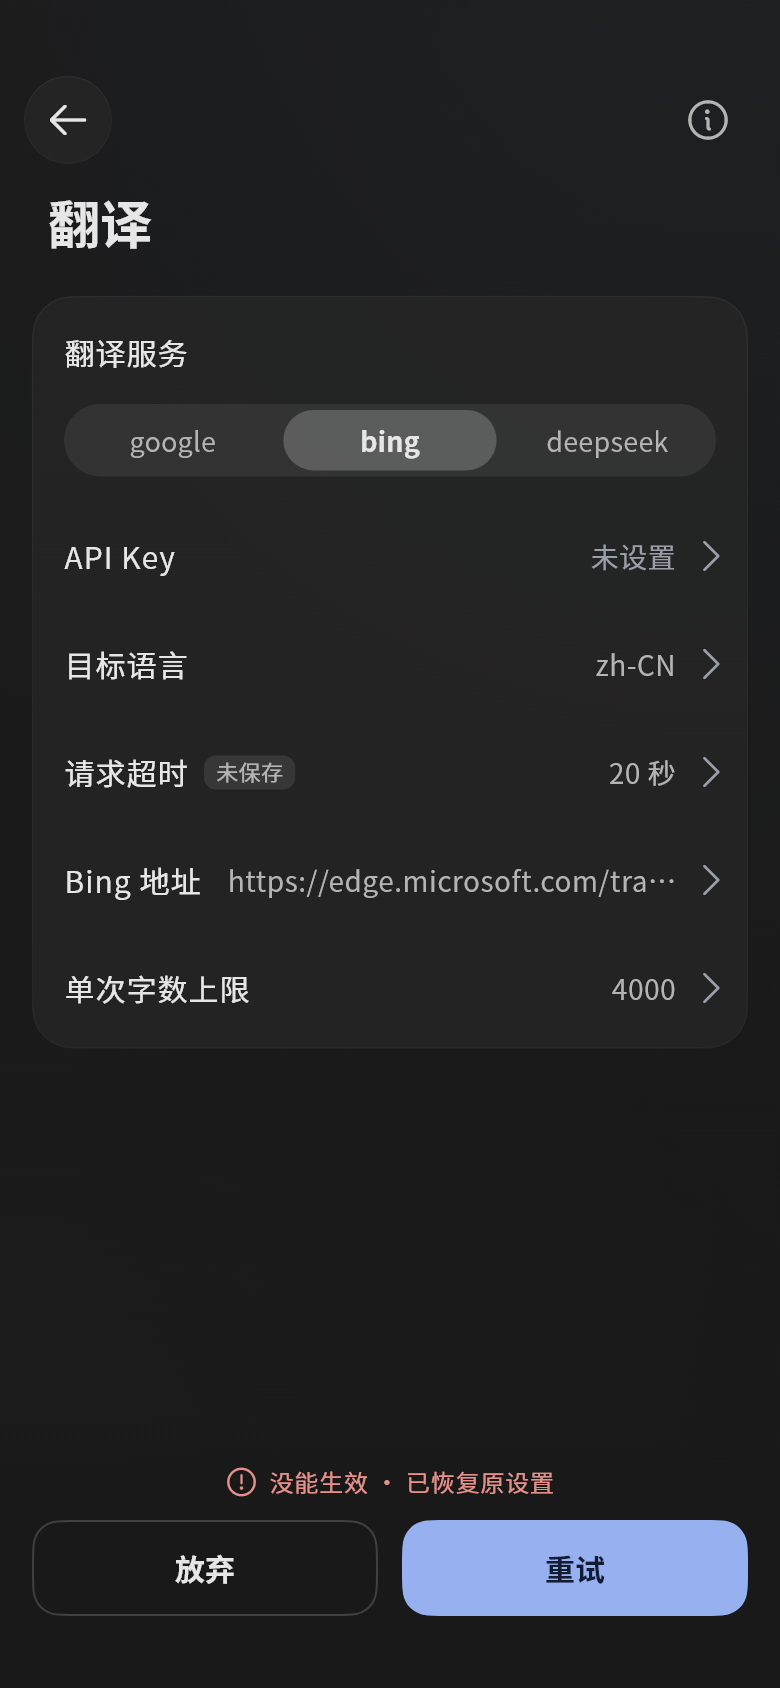 翻译
翻译服务
google bing deepseek
API Key 未设置
目标语言 zh-CN
请求超时 未保存 20 秒
Bing 地址 https://edge.microsoft.com/tra…
单次字数上限 4000
没能生效 · 已恢复原设置
放弃 重试